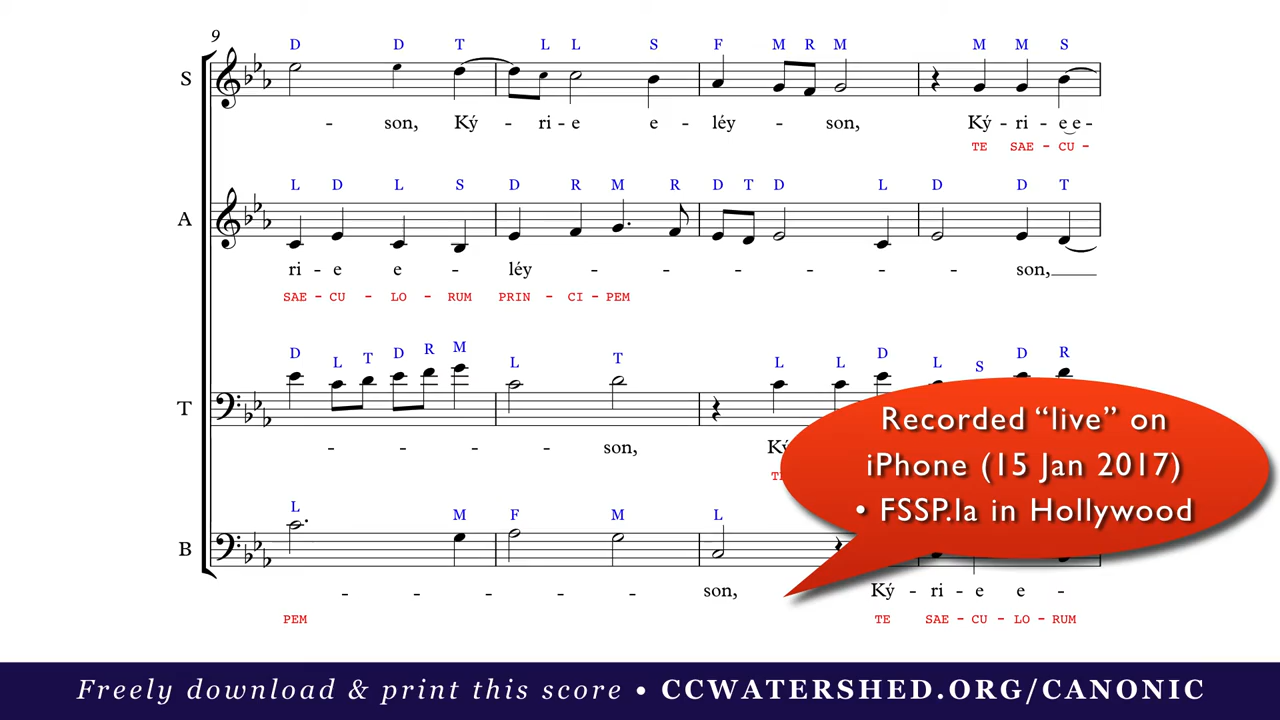 9
D D T L L S F M R M M M S
S
- son, Ký - ri - e e - léy - son, Ký - ri - e e -
TE SAE - CU -
L D L S D R M R D T D L D D T
A
ri - e e - léy - - - - - - - son,
SAE - CU - LO - RUM PRIN - CI - PEM
D L T D R M L T L L D L S D R
T
- - - - son,
B
L M F M L
- - - - son, Ký - ri - e e -
PEM TE SAE - CU - LO - RUM
Recorded “live” on
iPhone (15 Jan 2017)
• FSSP.la in Hollywood
Freely download & print this score • CCWATERSHED.ORG/CANONIC